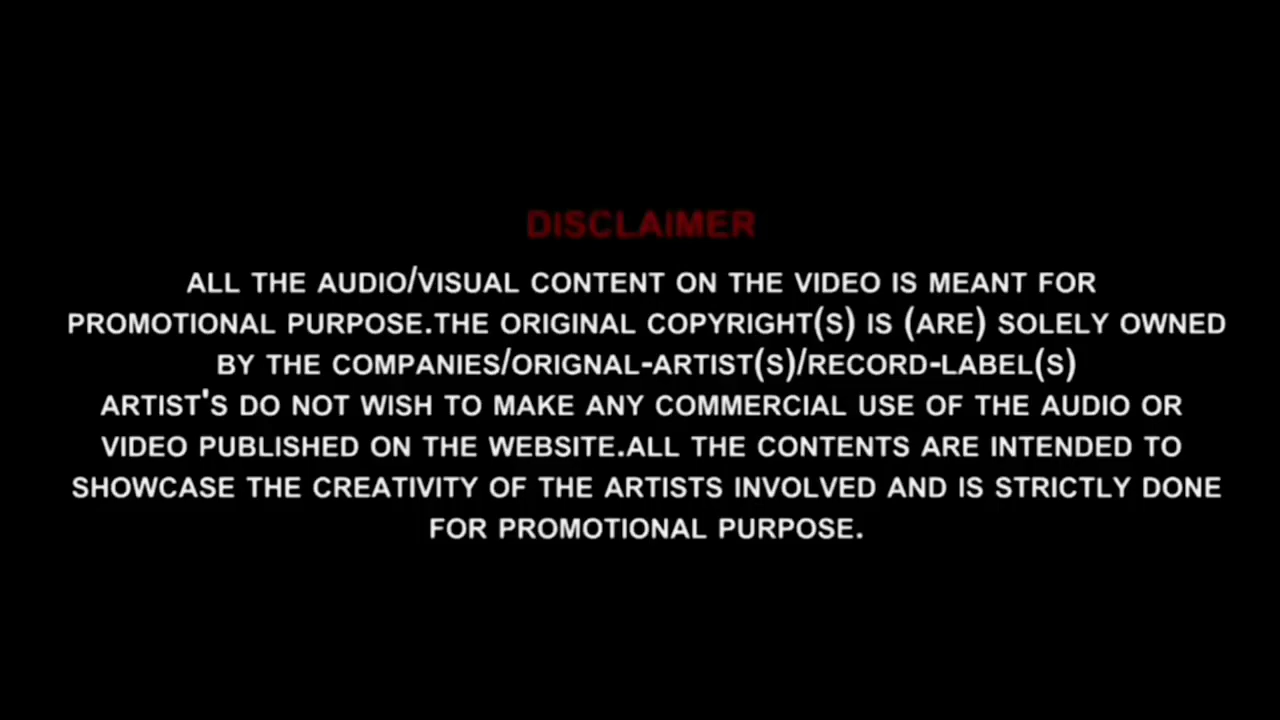 DISCLAIMER
ALL THE AUDIO/VISUAL CONTENT ON THE VIDEO IS MEANT FOR
PROMOTIONAL PURPOSE.THE ORIGINAL COPYRIGHT(S) IS (ARE) SOLELY OWNED
BY THE COMPANIES/ORIGNAL-ARTIST(S)/RECORD-LABEL(S)
ARTIST'S DO NOT WISH TO MAKE ANY COMMERCIAL USE OF THE AUDIO OR
VIDEO PUBLISHED ON THE WEBSITE.ALL THE CONTENTS ARE INTENDED TO
SHOWCASE THE CREATIVITY OF THE ARTISTS INVOLVED AND IS STRICTLY DONE
FOR PROMOTIONAL PURPOSE.